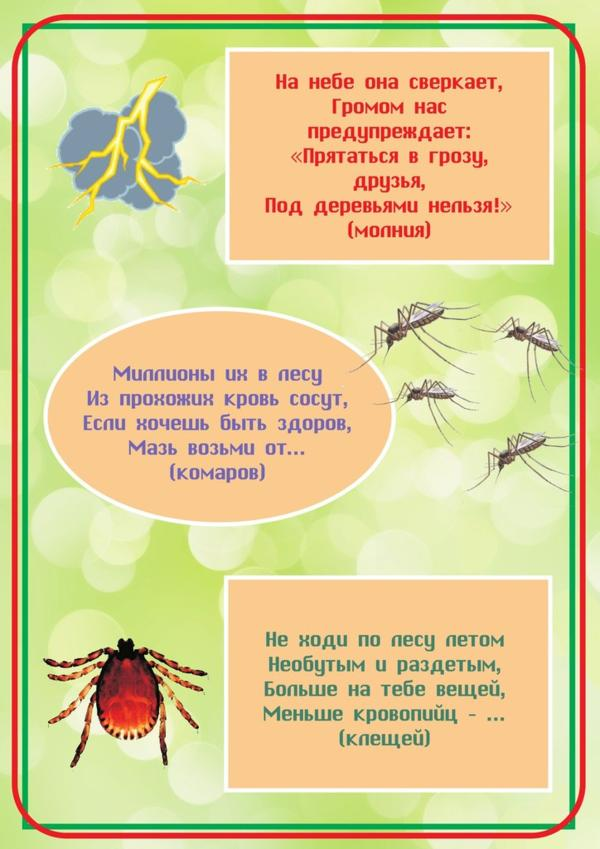 На небе она сверкает,
Громом нас
предупреждает:
«Прятаться в грозу,
друзья,
Под деревьями нельзя!»
(молния)
Миллионы их в лесу
Из прохожих кровь сосут,
Если хочешь быть здоров,
Мазь возьми от...
(комаров)
Не ходи по лесу летом
Необутым и раздетым,
Больше на тебе вещей,
Меньше кровопийц - ...
(клещей)